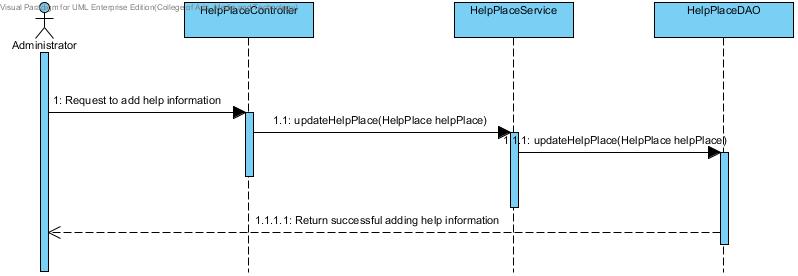 Visual Paradigm for UML Enterprise Edition(College of
HelpPlaceController
HelpPlaceService
HelpPlaceDAO
Administrator
1: Request to add help information
1.1: updateHelpPlace(HelpPlace helpPlace)
1.1.1: updateHelpPlace(HelpPlace helpPlace)
1.1.1.1: Return successful adding help information